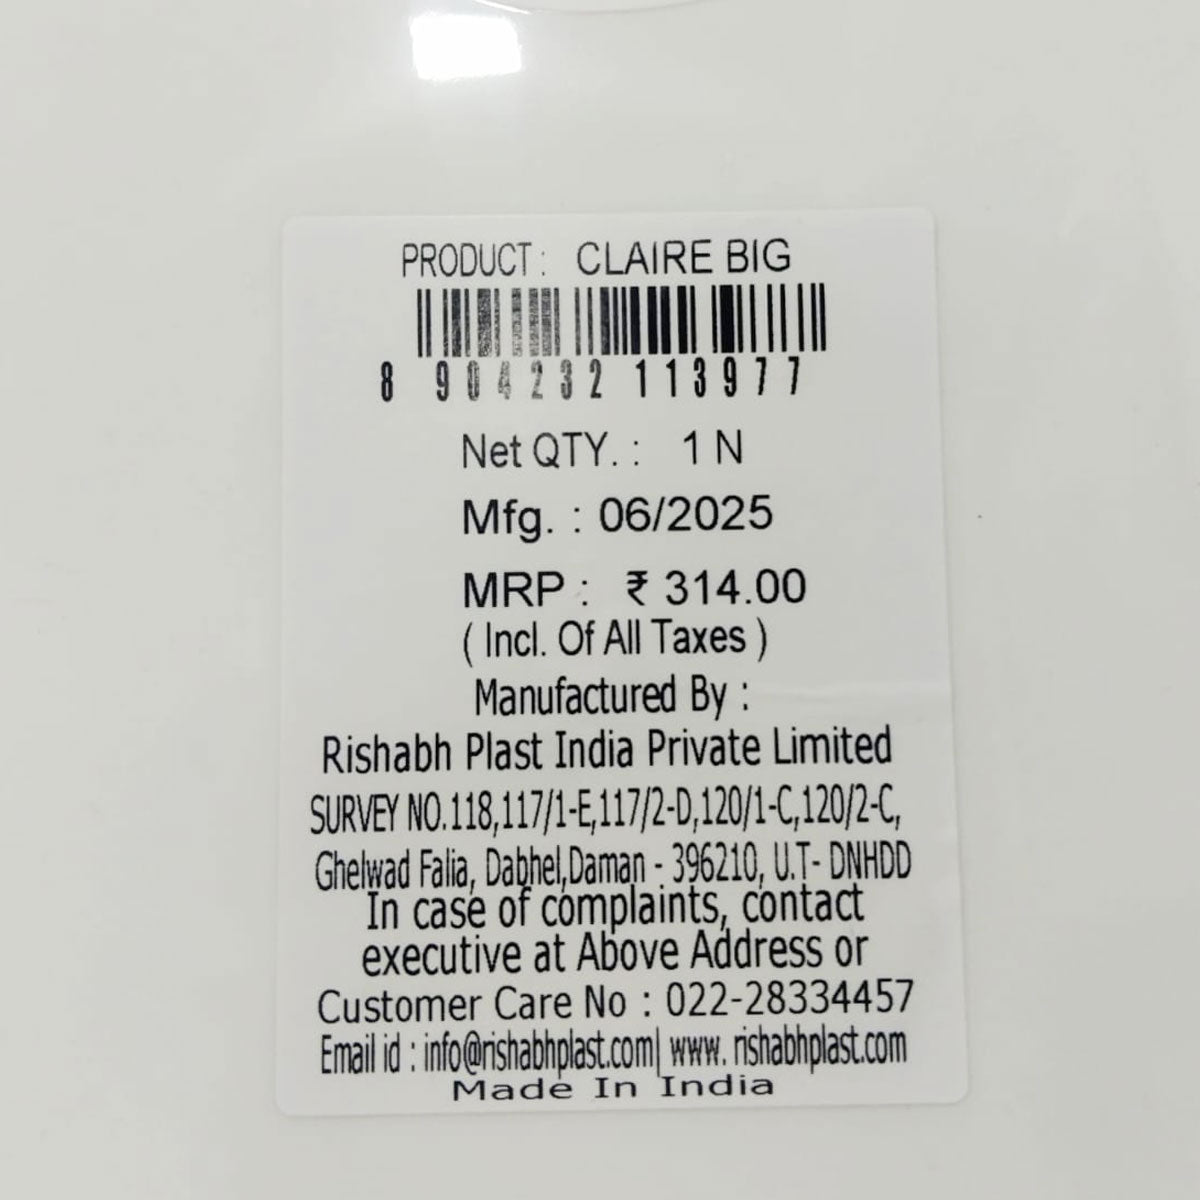 PRODUCT : CLAIRE BIG
8 904232 113977
Net QTY. : 1 N
Mfg. : 06/2025
MRP : ₹ 314.00
( Incl. Of All Taxes )
Manufactured By :
Rishabh Plast India Private Limited
SURVEY NO.118,117/1-E,117/2-D,120/1-C,120/2-C,
Ghelwad Falia, Dabhel,Daman - 396210, U.T- DNHDD
In case of complaints, contact
executive at Above Address or
Customer Care No : 022-28334457
Email id : info@rishabhplast.com| www. rishabhplast.com
Made In India